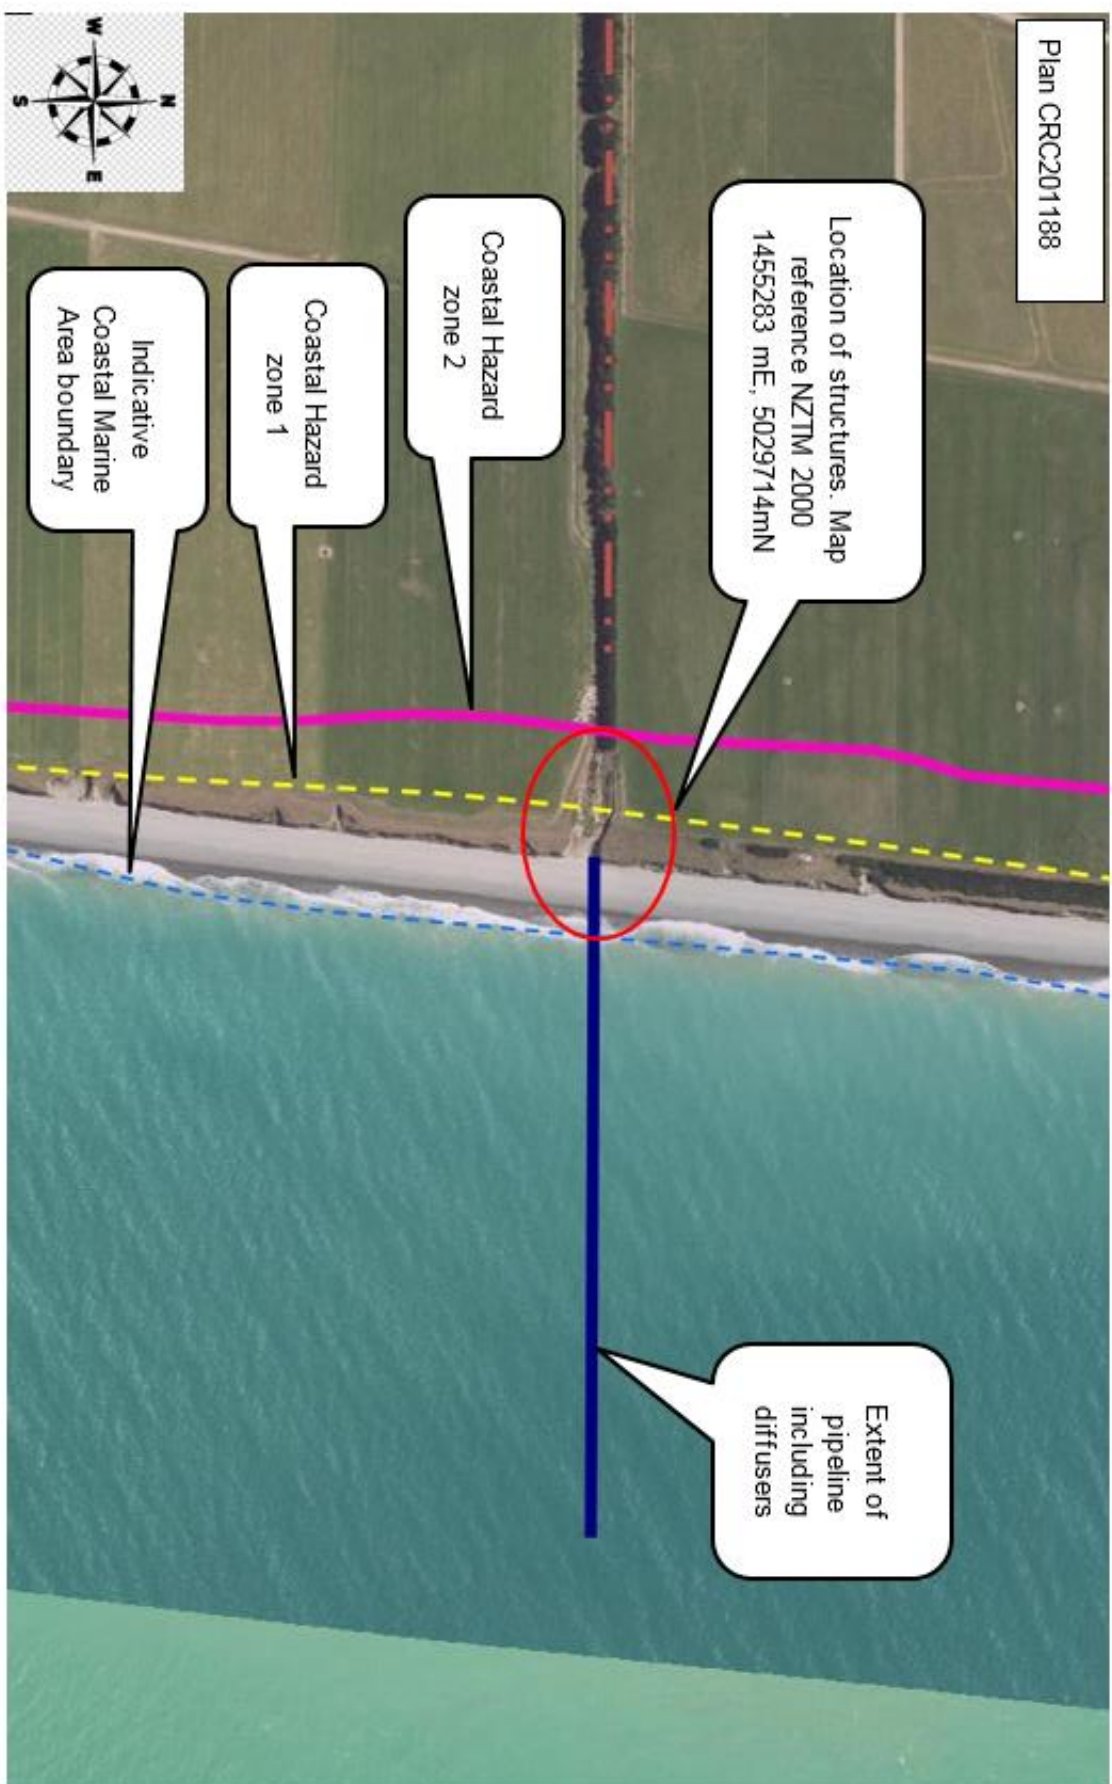 Plan CRC201188
Location of structures. Map
reference NZTM 2000
1455283 mE, 5029714mN
Coastal Hazard
zone 2
Coastal Hazard
zone 1
Indicative
Coastal Marine
Area boundary
Extent of
pipeline
including
diffusers
N
W
E
S